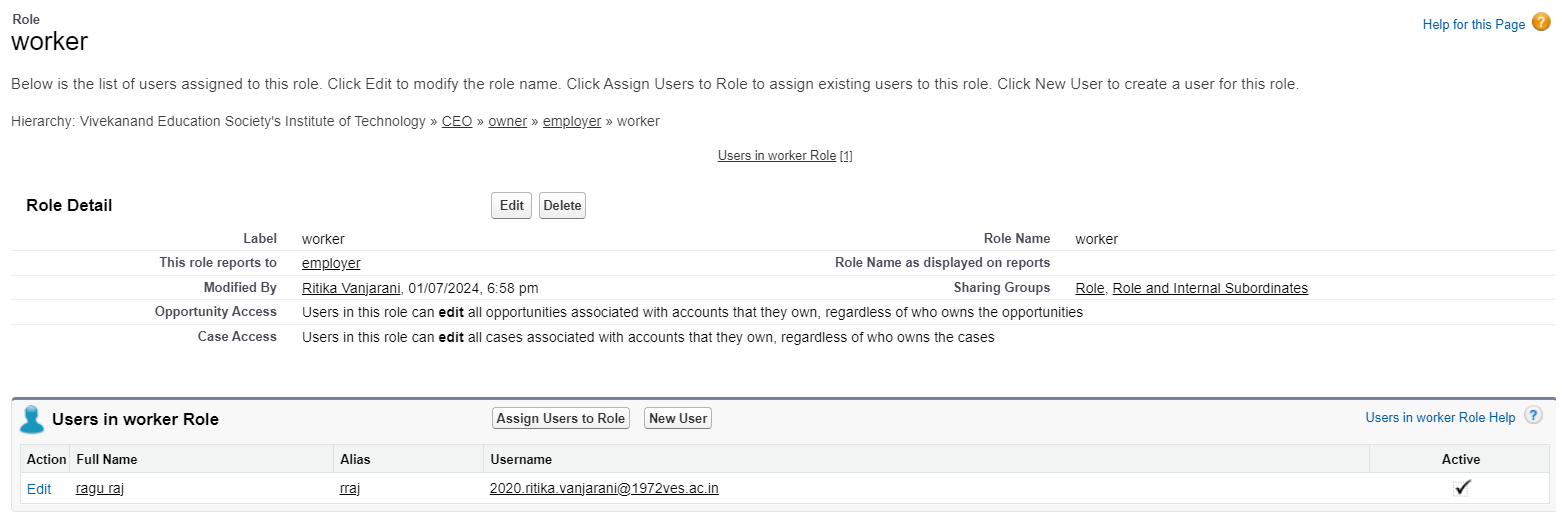 Role
worker
Help for this Page ?
Below is the list of users assigned to this role. Click Edit to modify the role name. Click Assign Users to Role to assign existing users to this role. Click New User to create a user for this role.
Hierarchy: Vivekanand Education Society's Institute of Technology » CEO » owner » employer » worker
Users in worker Role [1]
Role Detail Edit Delete
Label worker Role Name worker
This role reports to employer Role Name as displayed on reports
Modified By Ritika Vanjarani, 01/07/2024, 6:58 pm Sharing Groups Role, Role and Internal Subordinates
Opportunity Access Users in this role can edit all opportunities associated with accounts that they own, regardless of who owns the opportunities
Case Access Users in this role can edit all cases associated with accounts that they own, regardless of who owns the cases
Users in worker Role Assign Users to Role New User Users in worker Role Help ?
Action Full Name Alias Username Active
Edit ragu raj rraj 2020.ritika.vanjarani@1972ves.ac.in